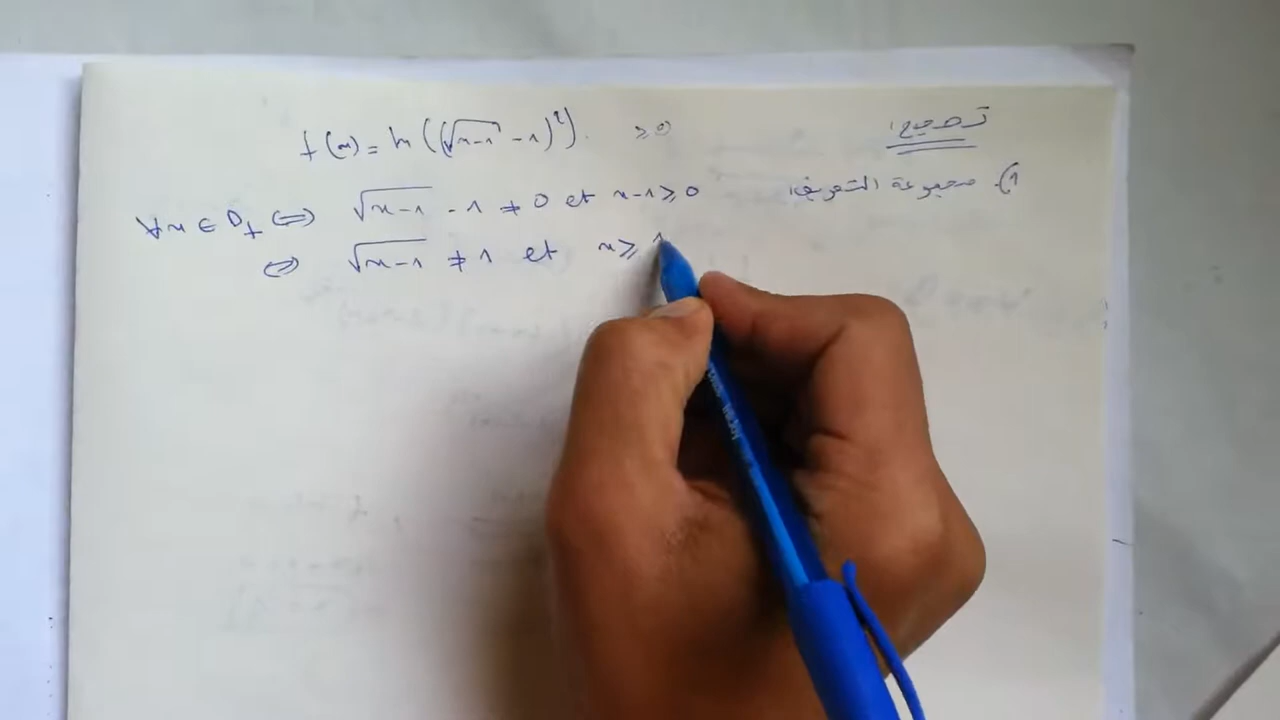 تصحيح:
f(x) = ln((√x-1 - 1)²) ≥0
1). مجموعة التعريف:
∀x ∈ Df ⇔ √x-1 - 1 ≠ 0 et x-1 ≥ 0
⇔ √x-1 ≠ 1 et x ≥ 1